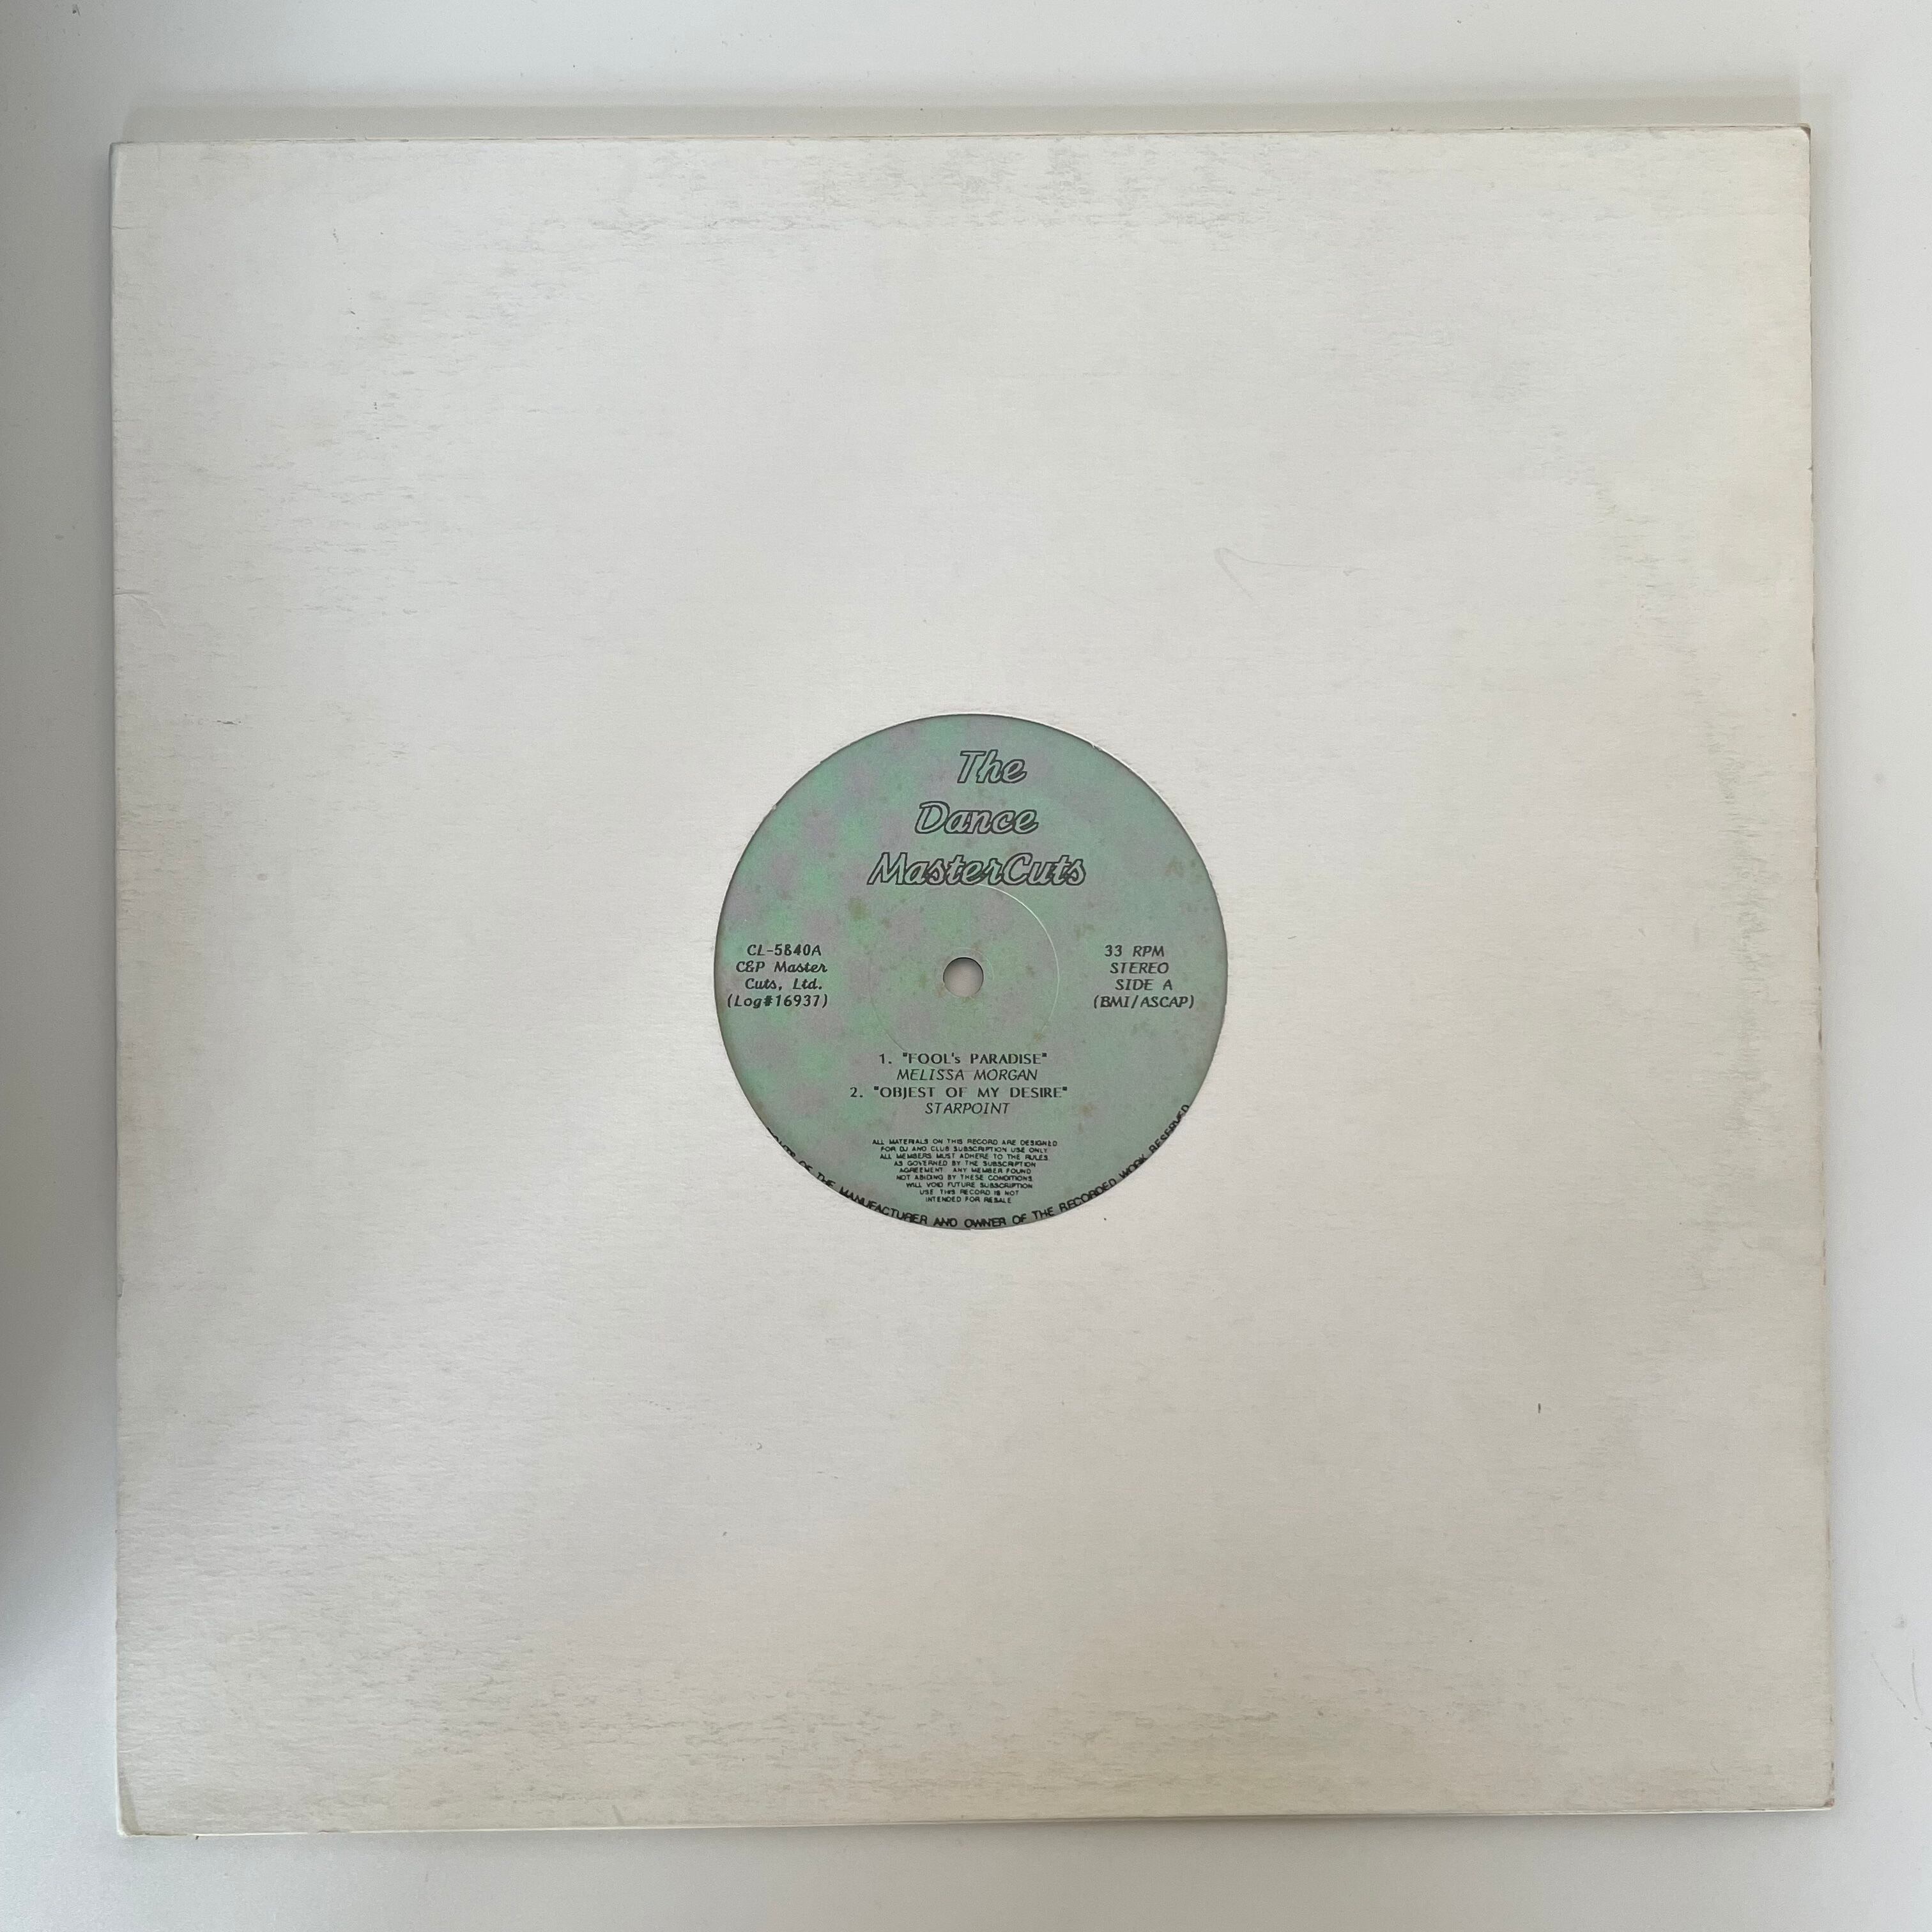 The
Dance
MasterCuts
CL-5840A
C&P Master
Cuts, Ltd.
(Log#16937)
33 RPM
STEREO
SIDE A
(BMI/ASCAP)
1. "FOOL's PARADISE"
MELISSA MORGAN
2. "OBJEST OF MY DESIRE"
STARPOINT
ALL MATERIALS ON THIS RECORD ARE DESIGNED
FOR DJ AND CLUB SUBSCRIPTION USE ONLY.
ALL MEMBERS MUST ADHERE TO THE RULES
AS GOVERNED BY THE SUBSCRIPTION
AGREEMENT. ANY MEMBER FOUND
NOT ABIDING BY THESE CONDITIONS
WILL VOID FUTURE SUBSCRIPTION
USE THIS RECORD IS NOT
INTENDED FOR RESALE
OF THE MANUFACTURER AND OWNER OF THE RECORDED WORK RESERVED